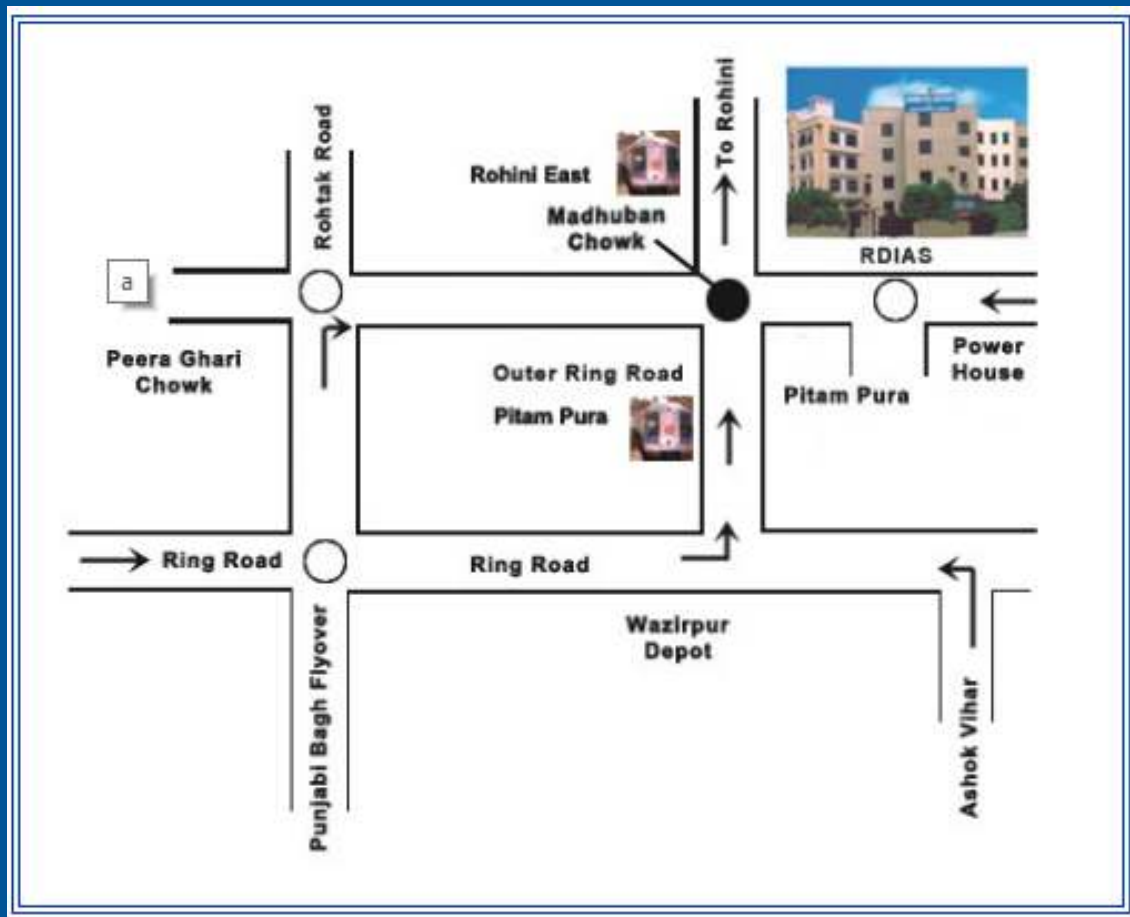 Rohtak Road
To Rohini
Rohini East
Madhuban
Chowk
RDIAS
a
Peera Ghari
Chowk
Outer Ring Road
Pitam Pura
Pitam Pura
Power
House
Ring Road
Ring Road
Wazirpur
Depot
Punjabi Bagh Flyover
Ashok Vihar